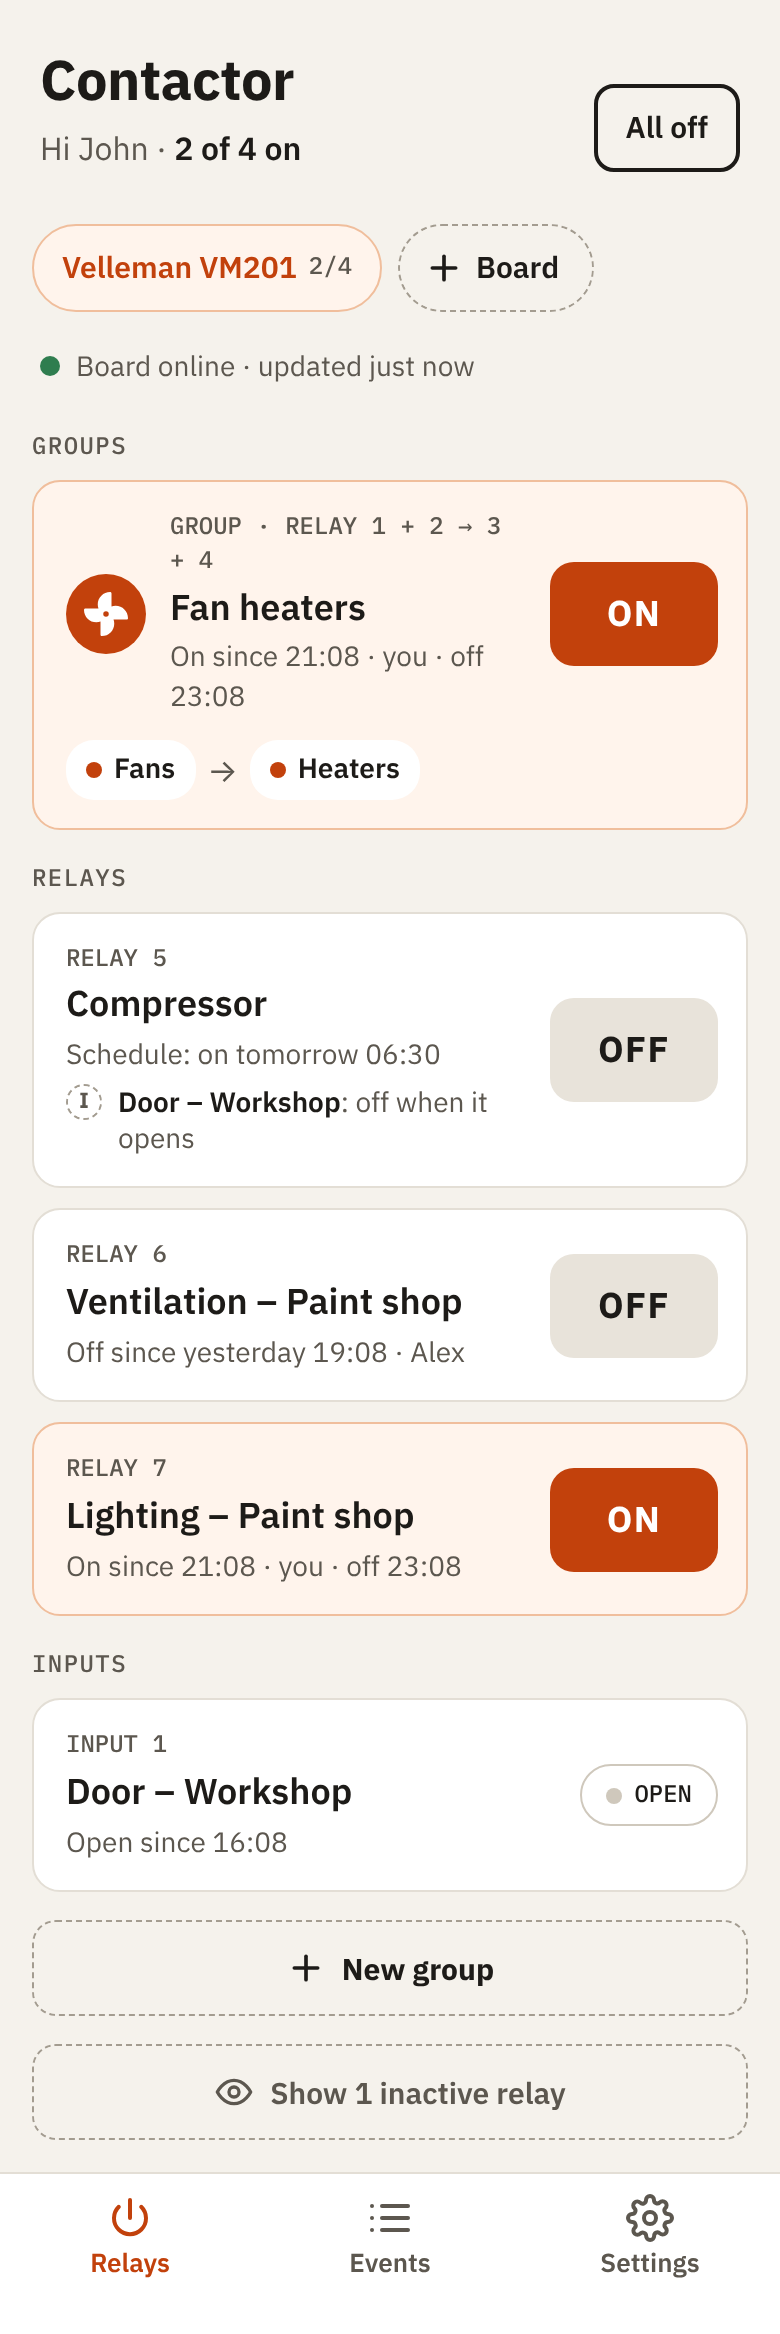 Contactor
Hi John · 2 of 4 on
All off
Velleman VM201 2/4
Board
Board online · updated just now
GROUPS
GROUP · RELAY 1 + 2 → 3
+ 4
Fan heaters
On since 21:08 · you · off
23:08
ON
Fans → Heaters
RELAYS
RELAY 5
Compressor
Schedule: on tomorrow 06:30
I Door – Workshop: off when it
opens
OFF
RELAY 6
Ventilation – Paint shop
Off since yesterday 19:08 · Alex
OFF
RELAY 7
Lighting – Paint shop
On since 21:08 · you · off 23:08
ON
INPUTS
INPUT 1
Door – Workshop
Open since 16:08
OPEN
New group
Show 1 inactive relay
Relays
Events
Settings